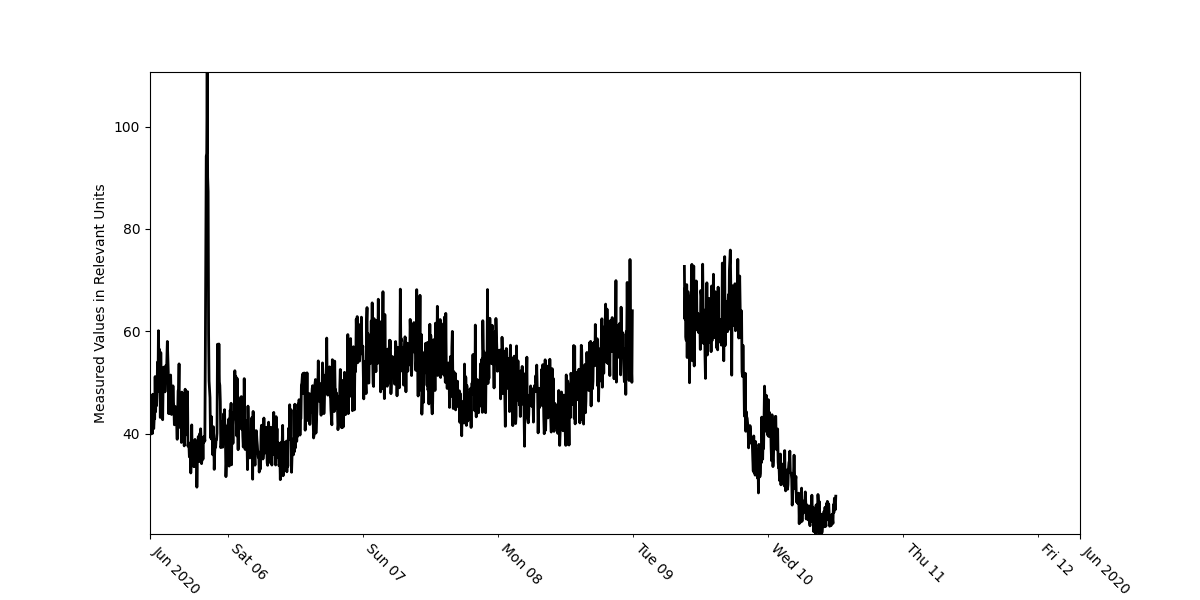 100
80
60
40
Measured Values in Relevant Units
Jun 2020
Sat 06
Sun 07
Mon 08
Tue 09
Wed 10
Thu 11
Fri 12
Jun 2020